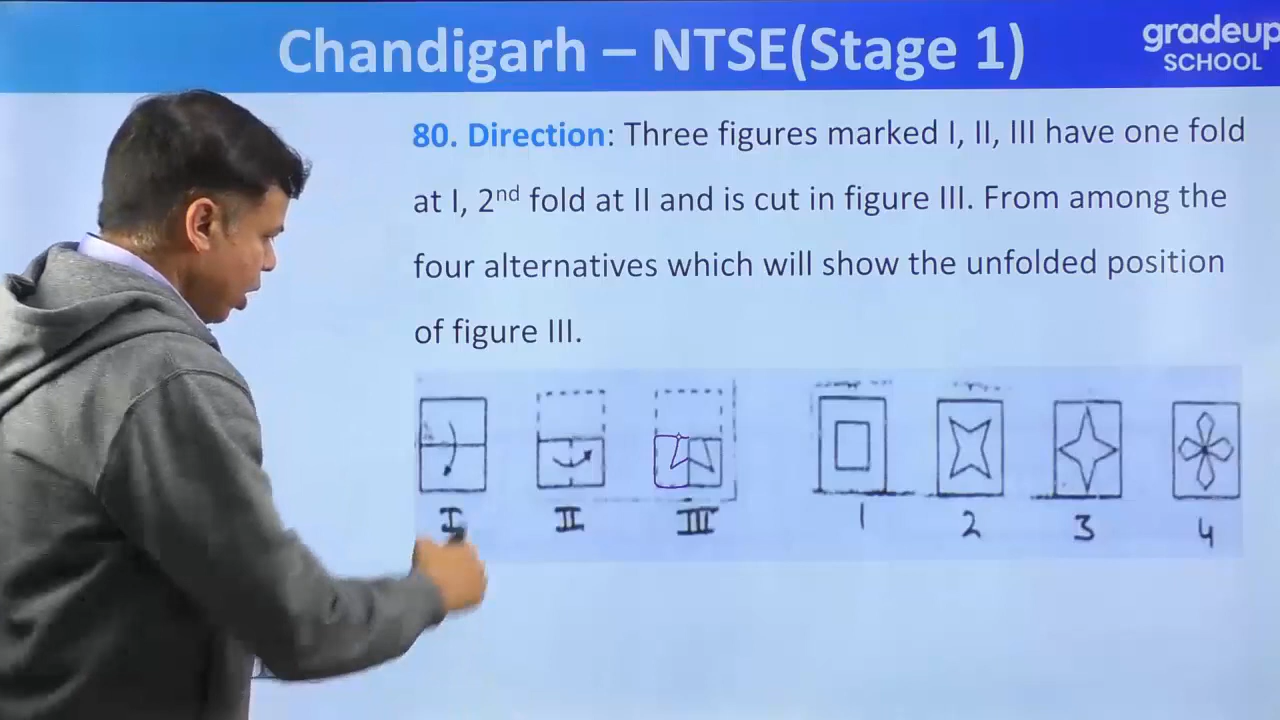 Chandigarh – NTSE(Stage 1)
gradeup
SCHOOL
80. Direction: Three figures marked I, II, III have one fold
at I, 2nd fold at II and is cut in figure III. From among the
four alternatives which will show the unfolded position
of figure III.
I II III 1 2 3 4